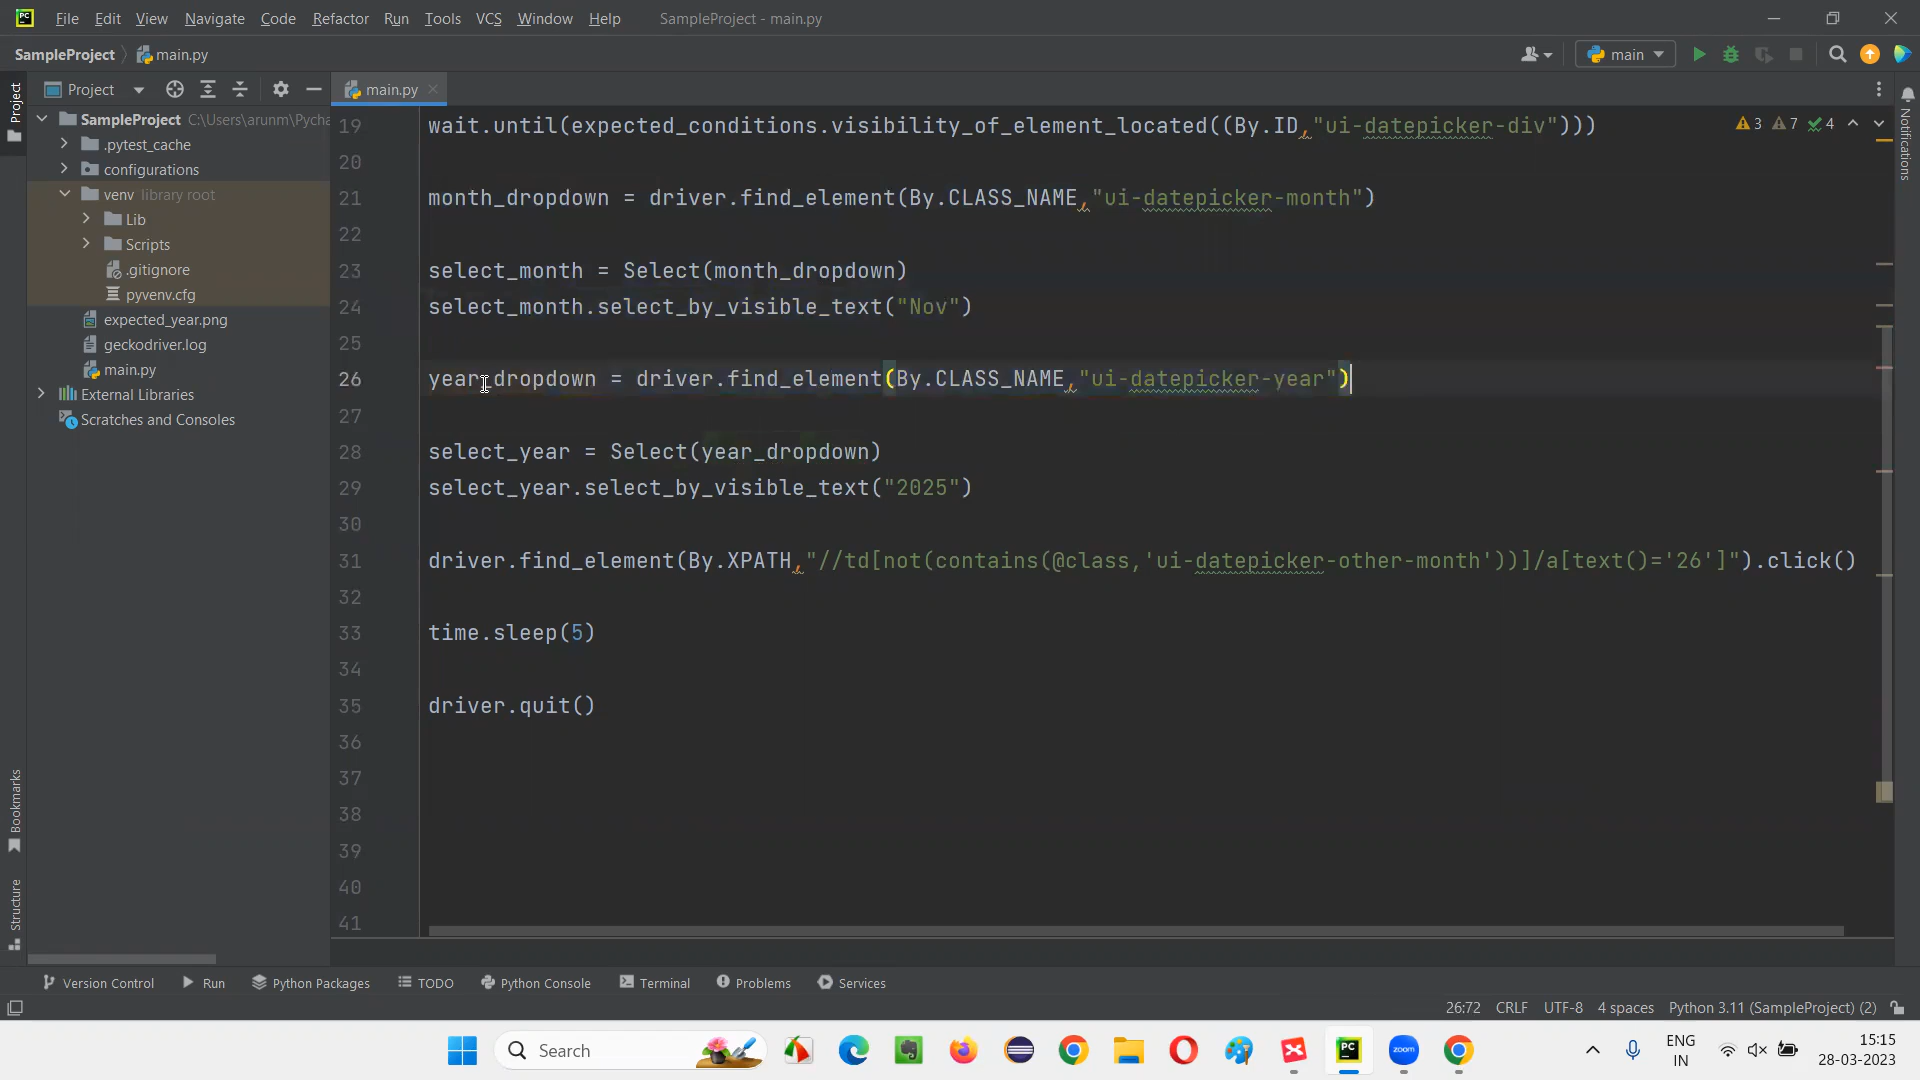 File Edit View Navigate Code Refactor Run Tools VCS Window Help SampleProject - main.py
SampleProject main.py main
Project main.py
SampleProject C:\Users\arunm\Pycha
.pytest_cache
configurations
venv library root
Lib
Scripts
.gitignore
pyvenv.cfg
expected_year.png
geckodriver.log
main.py
External Libraries
Scratches and Consoles
Project
Bookmarks
Structure
Notifications
3 7 4
19 wait.until(expected_conditions.visibility_of_element_located((By.ID,"ui-datepicker-div")))
20
21 month_dropdown = driver.find_element(By.CLASS_NAME,"ui-datepicker-month")
22
23 select_month = Select(month_dropdown)
24 select_month.select_by_visible_text("Nov")
25
26 year_dropdown = driver.find_element(By.CLASS_NAME,"ui-datepicker-year")
27
28 select_year = Select(year_dropdown)
29 select_year.select_by_visible_text("2025")
30
31 driver.find_element(By.XPATH,"//td[not(contains(@class,'ui-datepicker-other-month'))]/a[text()='26']").click()
32
33 time.sleep(5)
34
35 driver.quit()
36
37
38
39
40
41
Version Control Run Python Packages TODO Python Console Terminal Problems Services
26:72 CRLF UTF-8 4 spaces Python 3.11 (SampleProject) (2)
Search
zoom
ENG
IN
15:15
28-03-2023